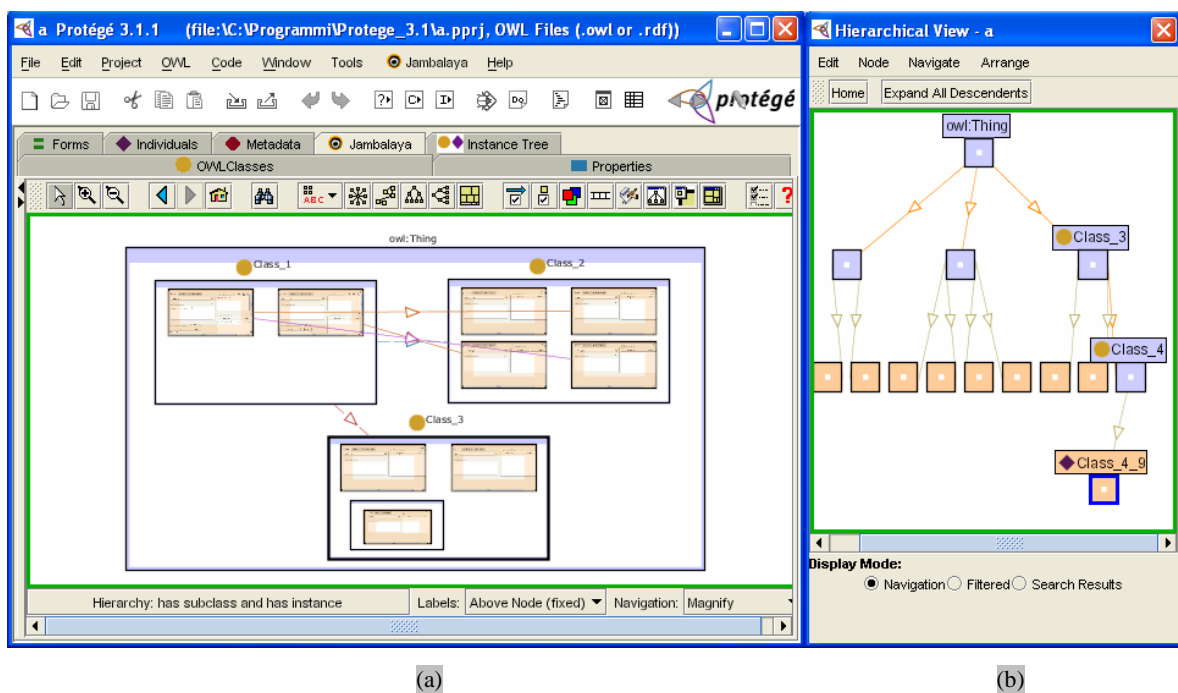 a Protégé 3.1.1 (file:\C:\Programmi\Protege_3.1\a.pprj, OWL Files (.owl or .rdf))
File Edit Project OWL Code Window Tools Jambalaya Help
protégé
Forms Individuals Metadata Jambalaya Instance Tree
OWLClasses Properties
ABC
owl:Thing
Class_1 Class_2
Class_3
Hierarchy: has subclass and has instance Labels: Above Node (fixed) Navigation: Magnify
(a)
Hierarchical View - a
Edit Node Navigate Arrange
Home Expand All Descendents
owl:Thing
Class_3
Class_4
Class_4_9
Display Mode:
Navigation Filtered Search Results
(b)